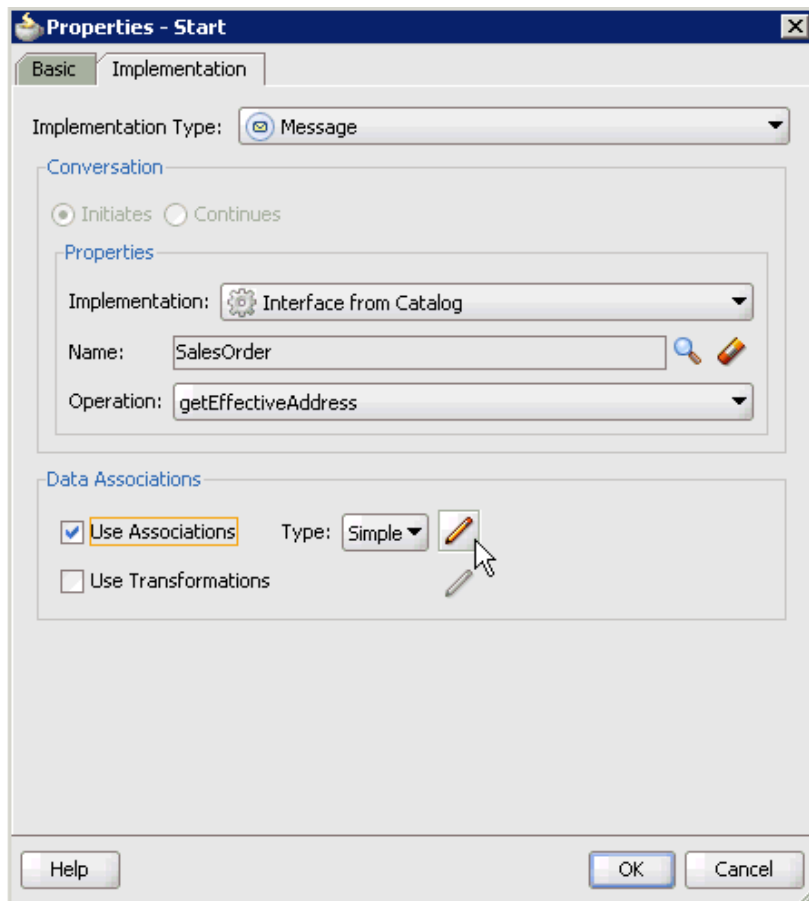 Properties - Start
Basic Implementation
Implementation Type: Message
Conversation
Initiates Continues
Properties
Implementation: Interface from Catalog
Name: SalesOrder
Operation: getEffectiveAddress
Data Associations
Use Associations Type: Simple
Use Transformations
Help OK Cancel